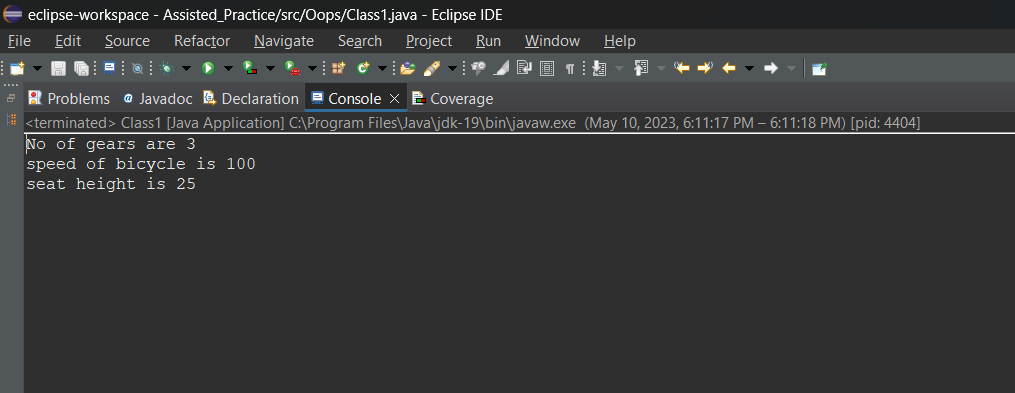 eclipse-workspace - Assisted_Practice/src/Oops/Class1.java - Eclipse IDE
File Edit Source Refactor Navigate Search Project Run Window Help
Problems @ Javadoc Declaration Console Coverage
<terminated> Class1 [Java Application] C:\Program Files\Java\jdk-19\bin\javaw.exe (May 10, 2023, 6:11:17 PM – 6:11:18 PM) [pid: 4404]
No of gears are 3
speed of bicycle is 100
seat height is 25